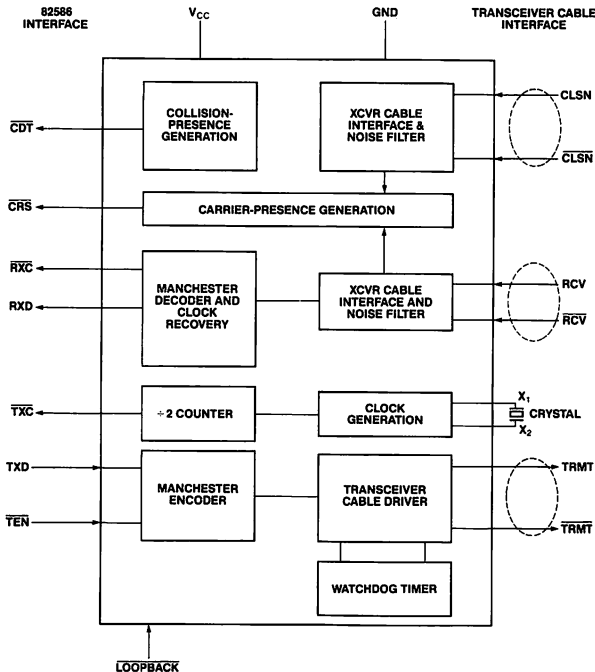 82586
INTERFACE
VCC
GND
TRANSCEIVER CABLE
INTERFACE
COLLISION-
PRESENCE
GENERATION
XCVR CABLE
INTERFACE &
NOISE FILTER
CLSN
CDT
CLSN
CRS
CARRIER-PRESENCE GENERATION
RXC
RXD
MANCHESTER
DECODER AND
CLOCK
RECOVERY
XCVR CABLE
INTERFACE AND
NOISE FILTER
RCV
RCV
TXC
÷2 COUNTER
CLOCK
GENERATION
X1
CRYSTAL
X2
TXD
TEN
MANCHESTER
ENCODER
TRANSCEIVER
CABLE DRIVER
TRMT
TRMT
WATCHDOG TIMER
LOOPBACK